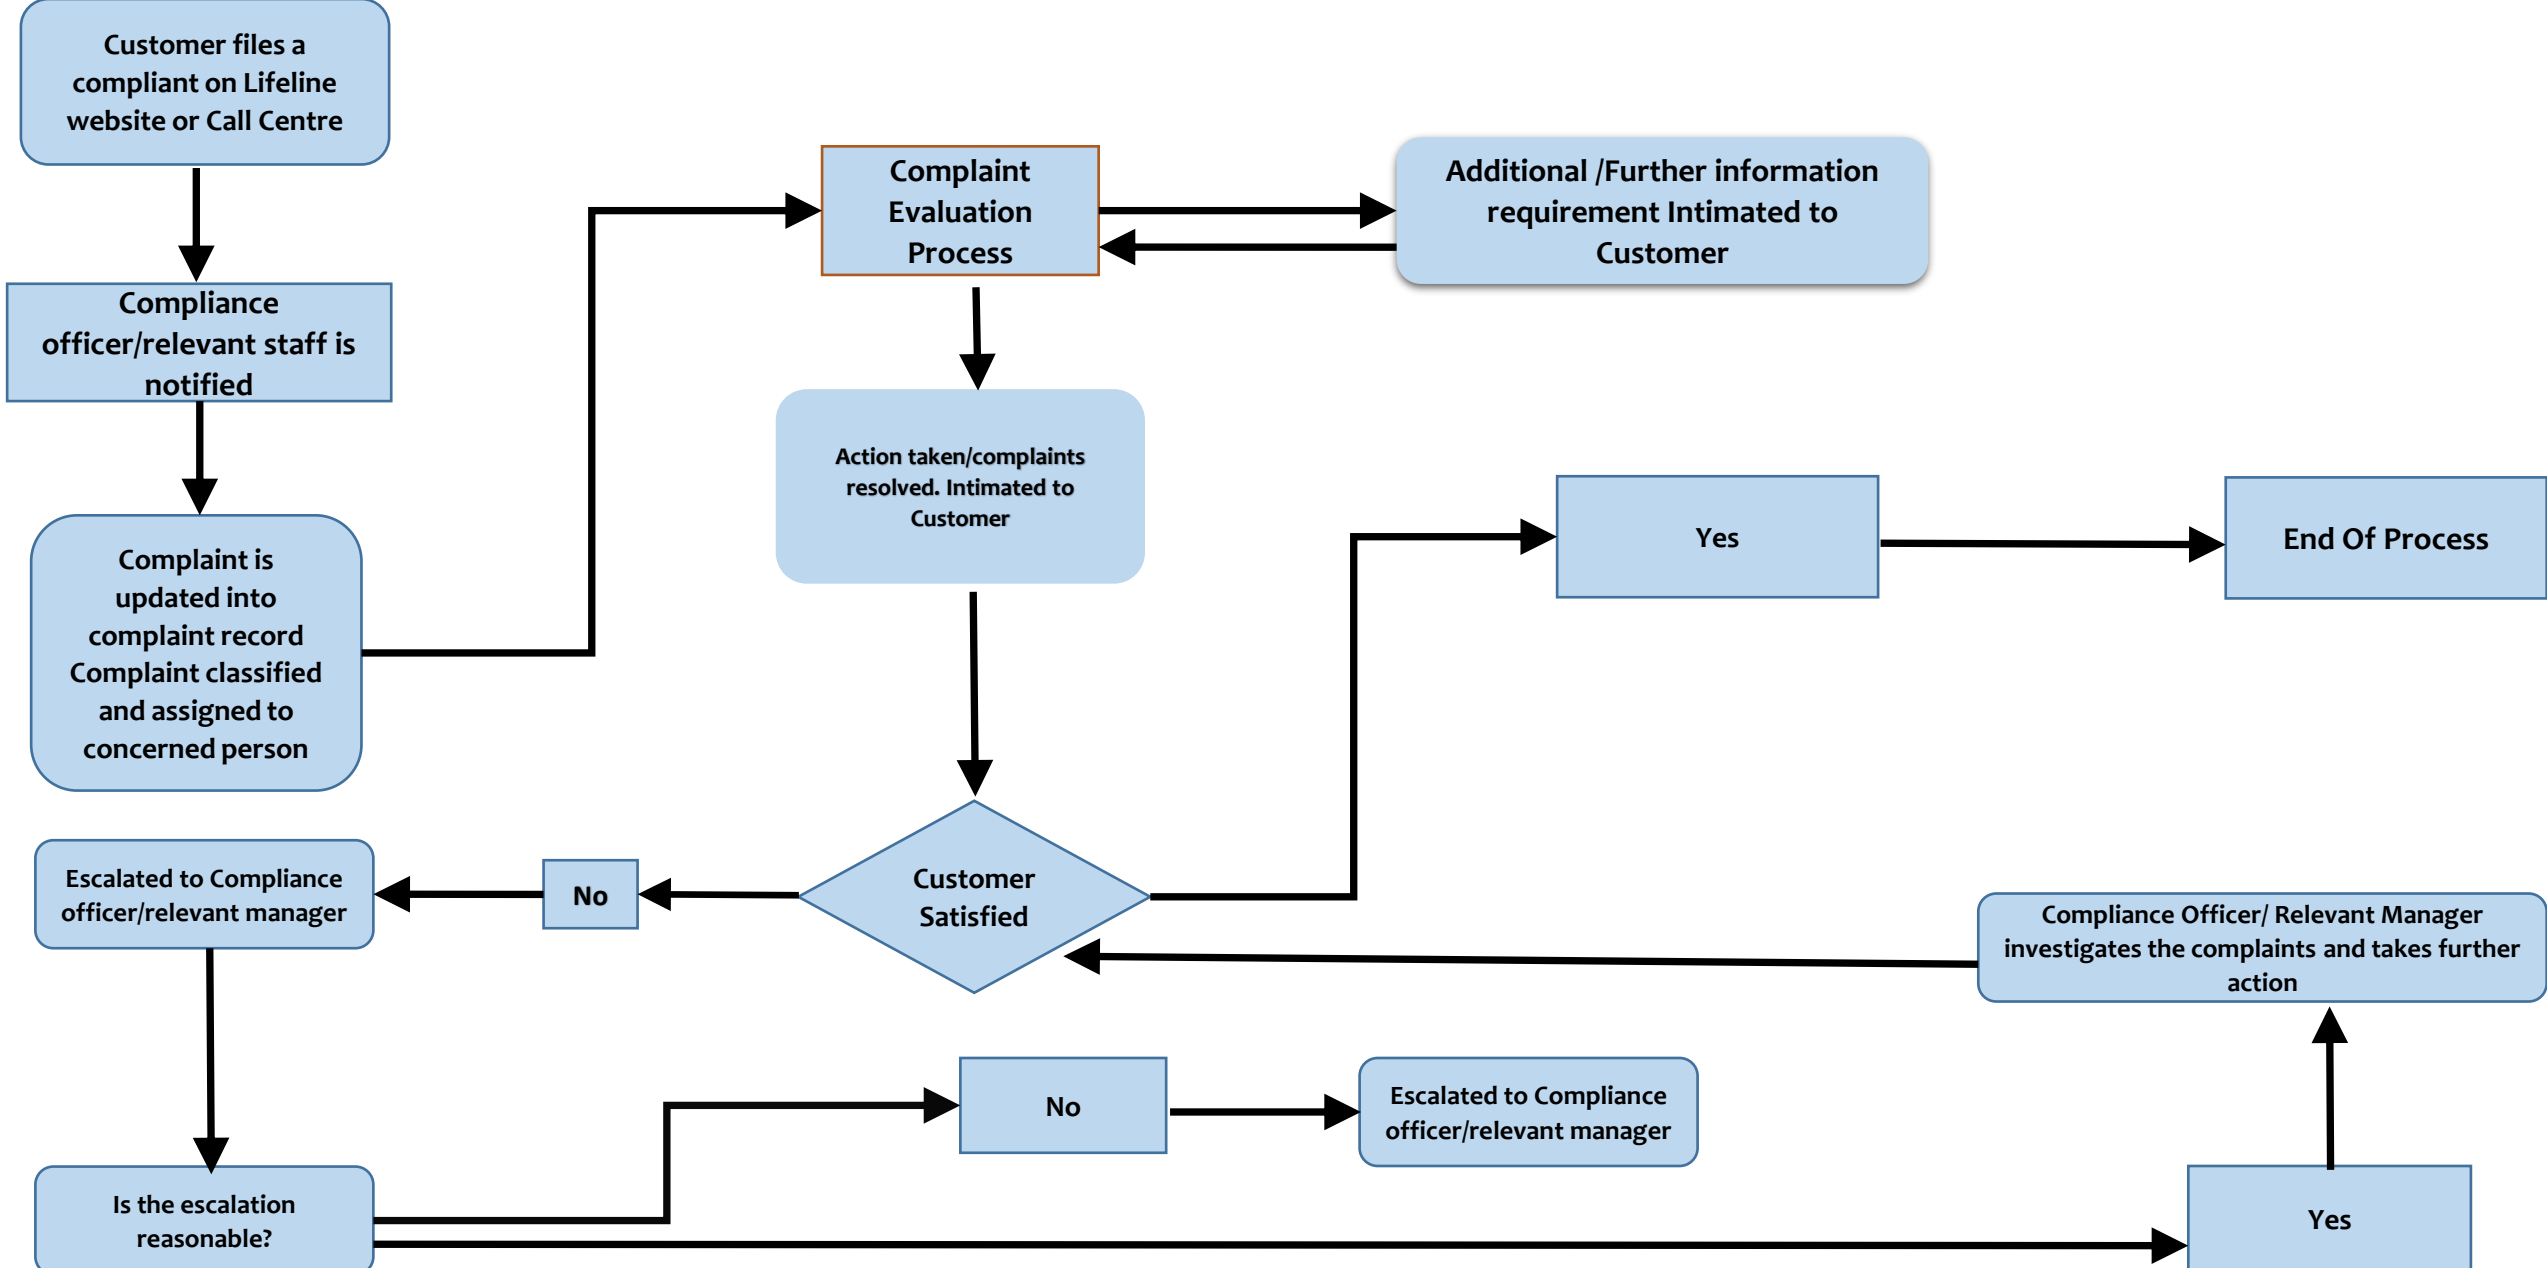 Customer files a
compliant on Lifeline
website or Call Centre
Compliance
officer/relevant staff is
notified
Complaint is
updated into
complaint record
Complaint classified
and assigned to
concerned person
Complaint
Evaluation
Process
Additional /Further information
requirement Intimated to
Customer
Action taken/complaints
resolved. Intimated to
Customer
Yes
End Of Process
Customer
Satisfied
No
Escalated to Compliance
officer/relevant manager
Compliance Officer/ Relevant Manager
investigates the complaints and takes further
action
Is the escalation
reasonable?
No
Escalated to Compliance
officer/relevant manager
Yes